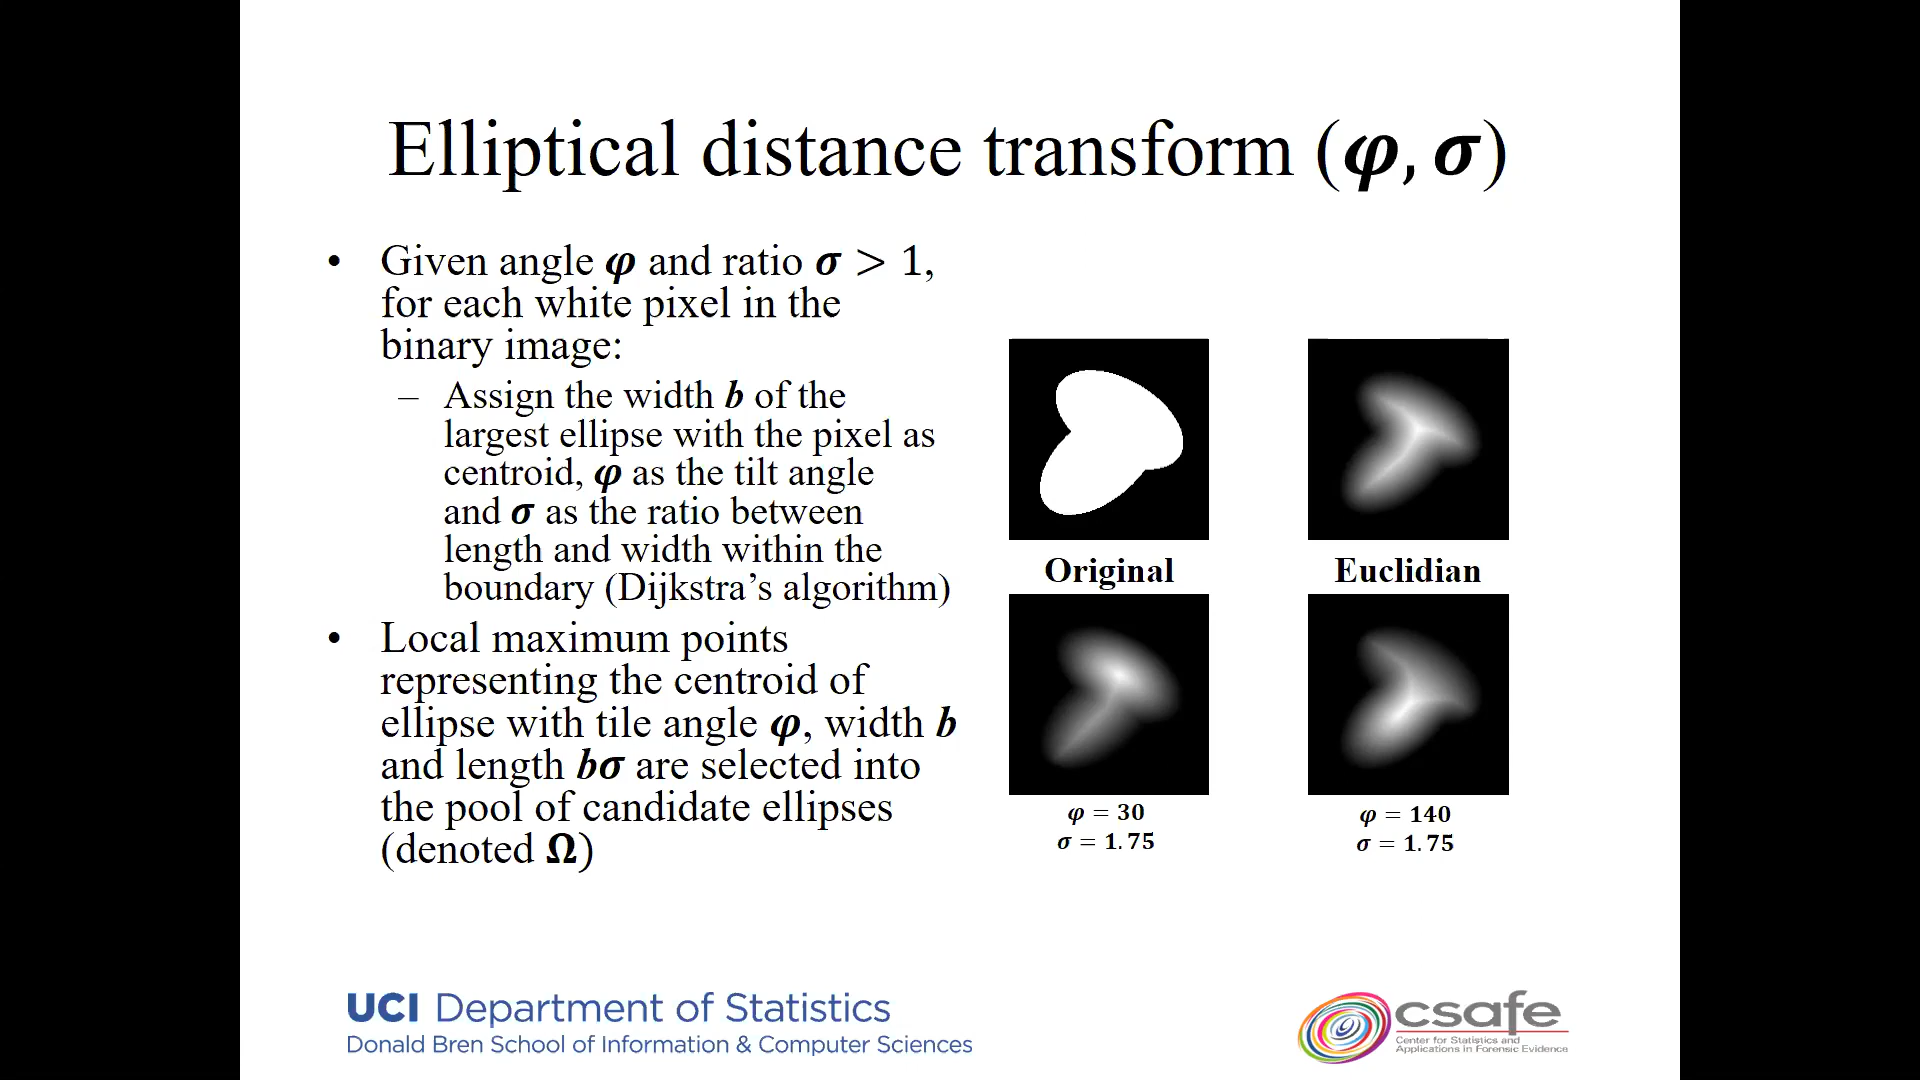 Elliptical distance transform (φ, σ)
• Given angle φ and ratio σ > 1,
for each white pixel in the
binary image:
– Assign the width b of the
largest ellipse with the pixel as
centroid, φ as the tilt angle
and σ as the ratio between
length and width within the
boundary (Dijkstra’s algorithm)
• Local maximum points
representing the centroid of
ellipse with tile angle φ, width b
and length bσ are selected into
the pool of candidate ellipses
(denoted Ω)
Original
Euclidian
φ = 30
σ = 1.75
φ = 140
σ = 1.75
UCI Department of Statistics
Donald Bren School of Information & Computer Sciences
csafe
Center for Statistics and
Applications in Forensic Evidence